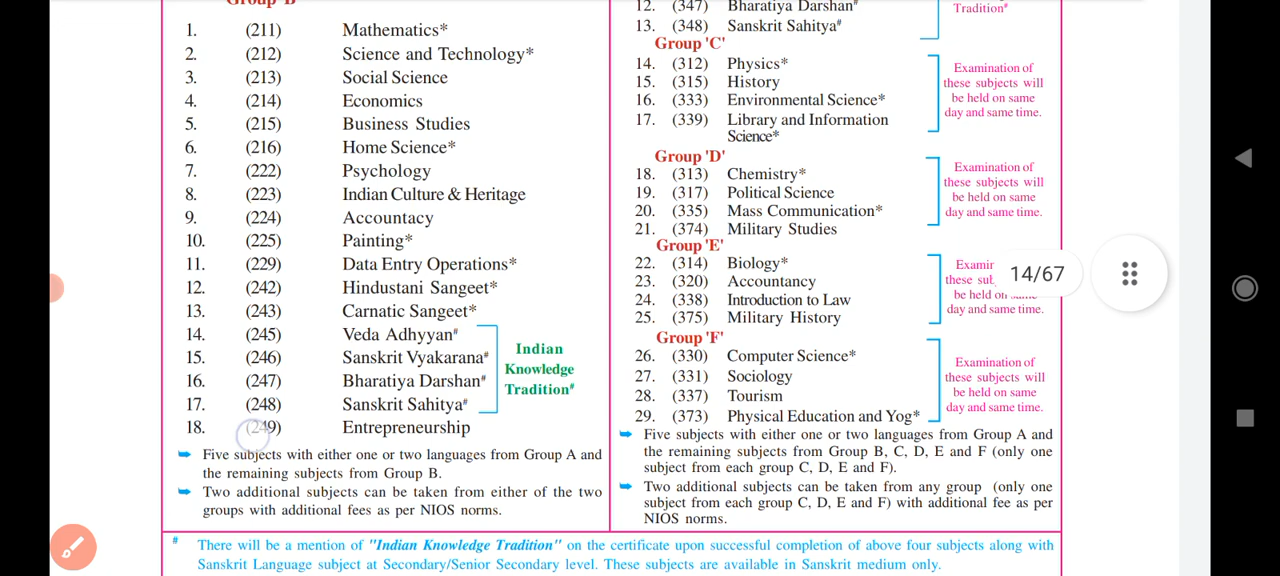 Group 'B'
1. (211) Mathematics*
2. (212) Science and Technology*
3. (213) Social Science
4. (214) Economics
5. (215) Business Studies
6. (216) Home Science*
7. (222) Psychology
8. (223) Indian Culture & Heritage
9. (224) Accountacy
10. (225) Painting*
11. (229) Data Entry Operations*
12. (242) Hindustani Sangeet*
13. (243) Carnatic Sangeet*
14. (245) Veda Adhyyan#
15. (246) Sanskrit Vyakarana#
16. (247) Bharatiya Darshan#
17. (248) Sanskrit Sahitya#
18. (249) Entrepreneurship
Indian
Knowledge
Tradition#
➥ Five subjects with either one or two languages from Group A and
the remaining subjects from Group B.
➥ Two additional subjects can be taken from either of the two
groups with additional fees as per NIOS norms.
12. (347) Bharatiya Darshan#
13. (348) Sanskrit Sahitya#
Tradition#
Group 'C'
14. (312) Physics*
15. (315) History
16. (333) Environmental Science*
17. (339) Library and Information
Science*
Examination of
these subjects will
be held on same
day and same time.
Group 'D'
18. (313) Chemistry*
19. (317) Political Science
20. (335) Mass Communication*
21. (374) Military Studies
Examination of
these subjects will
be held on same
day and same time.
Group 'E'
22. (314) Biology*
23. (320) Accountancy
24. (338) Introduction to Law
25. (375) Military History
these
be held on
day and same time.
14/67
Group 'F'
26. (330) Computer Science*
27. (331) Sociology
28. (337) Tourism
29. (373) Physical Education and Yog*
Examination of
these subjects will
be held on same
day and same time.
➥ Five subjects with either one or two languages from Group A and
the remaining subjects from Group B, C, D, E and F (only one
subject from each group C, D, E and F).
➥ Two additional subjects can be taken from any group (only one
subject from each group C, D, E and F) with additional fee as per
NIOS norms.
# There will be a mention of "Indian Knowledge Tradition" on the certificate upon successful completion of above four subjects along with
Sanskrit Language subject at Secondary/Senior Secondary level. These subjects are available in Sanskrit medium only.